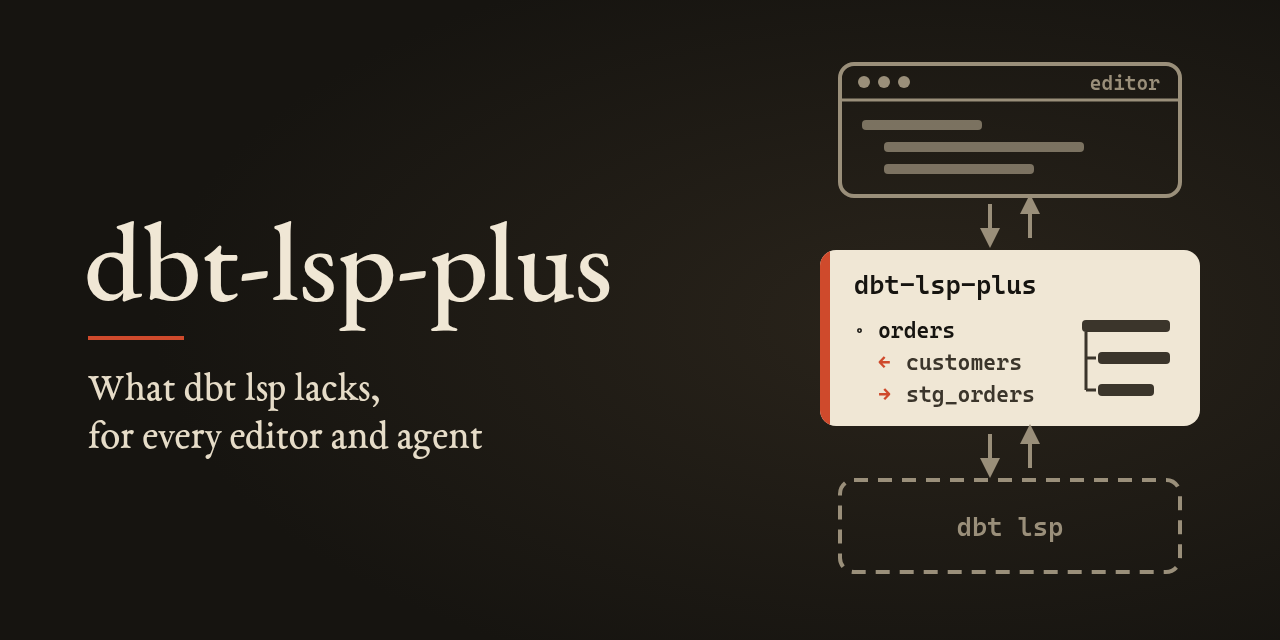 dbt-lsp-plus
What dbt lsp lacks,
for every editor and agent
editor
dbt-lsp-plus
◦ orders
← customers
→ stg_orders
dbt lsp